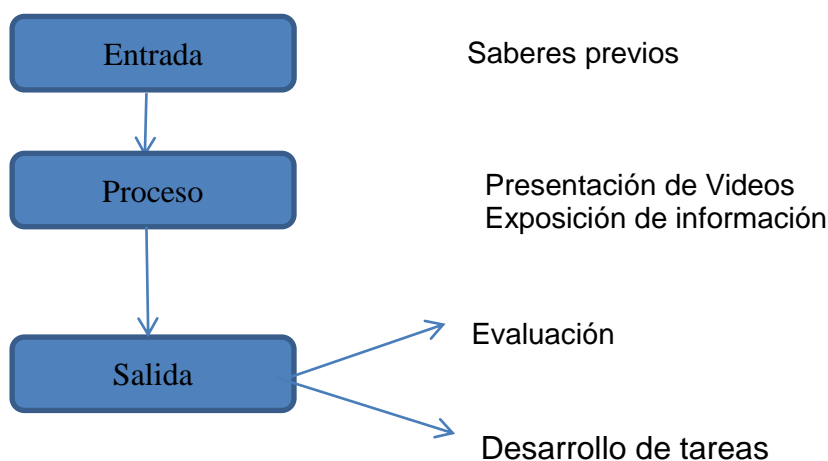 Entrada
Saberes previos
Proceso
Presentación de Videos
Exposición de información
Salida
Evaluación
Desarrollo de tareas